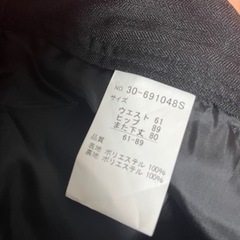 NO. 30-691048S
サイズ
ウエスト 61
ヒップ 89
また下丈 80
61-89
品質
表地 ポリエステル 100%
裏地 ポリエステル 100%